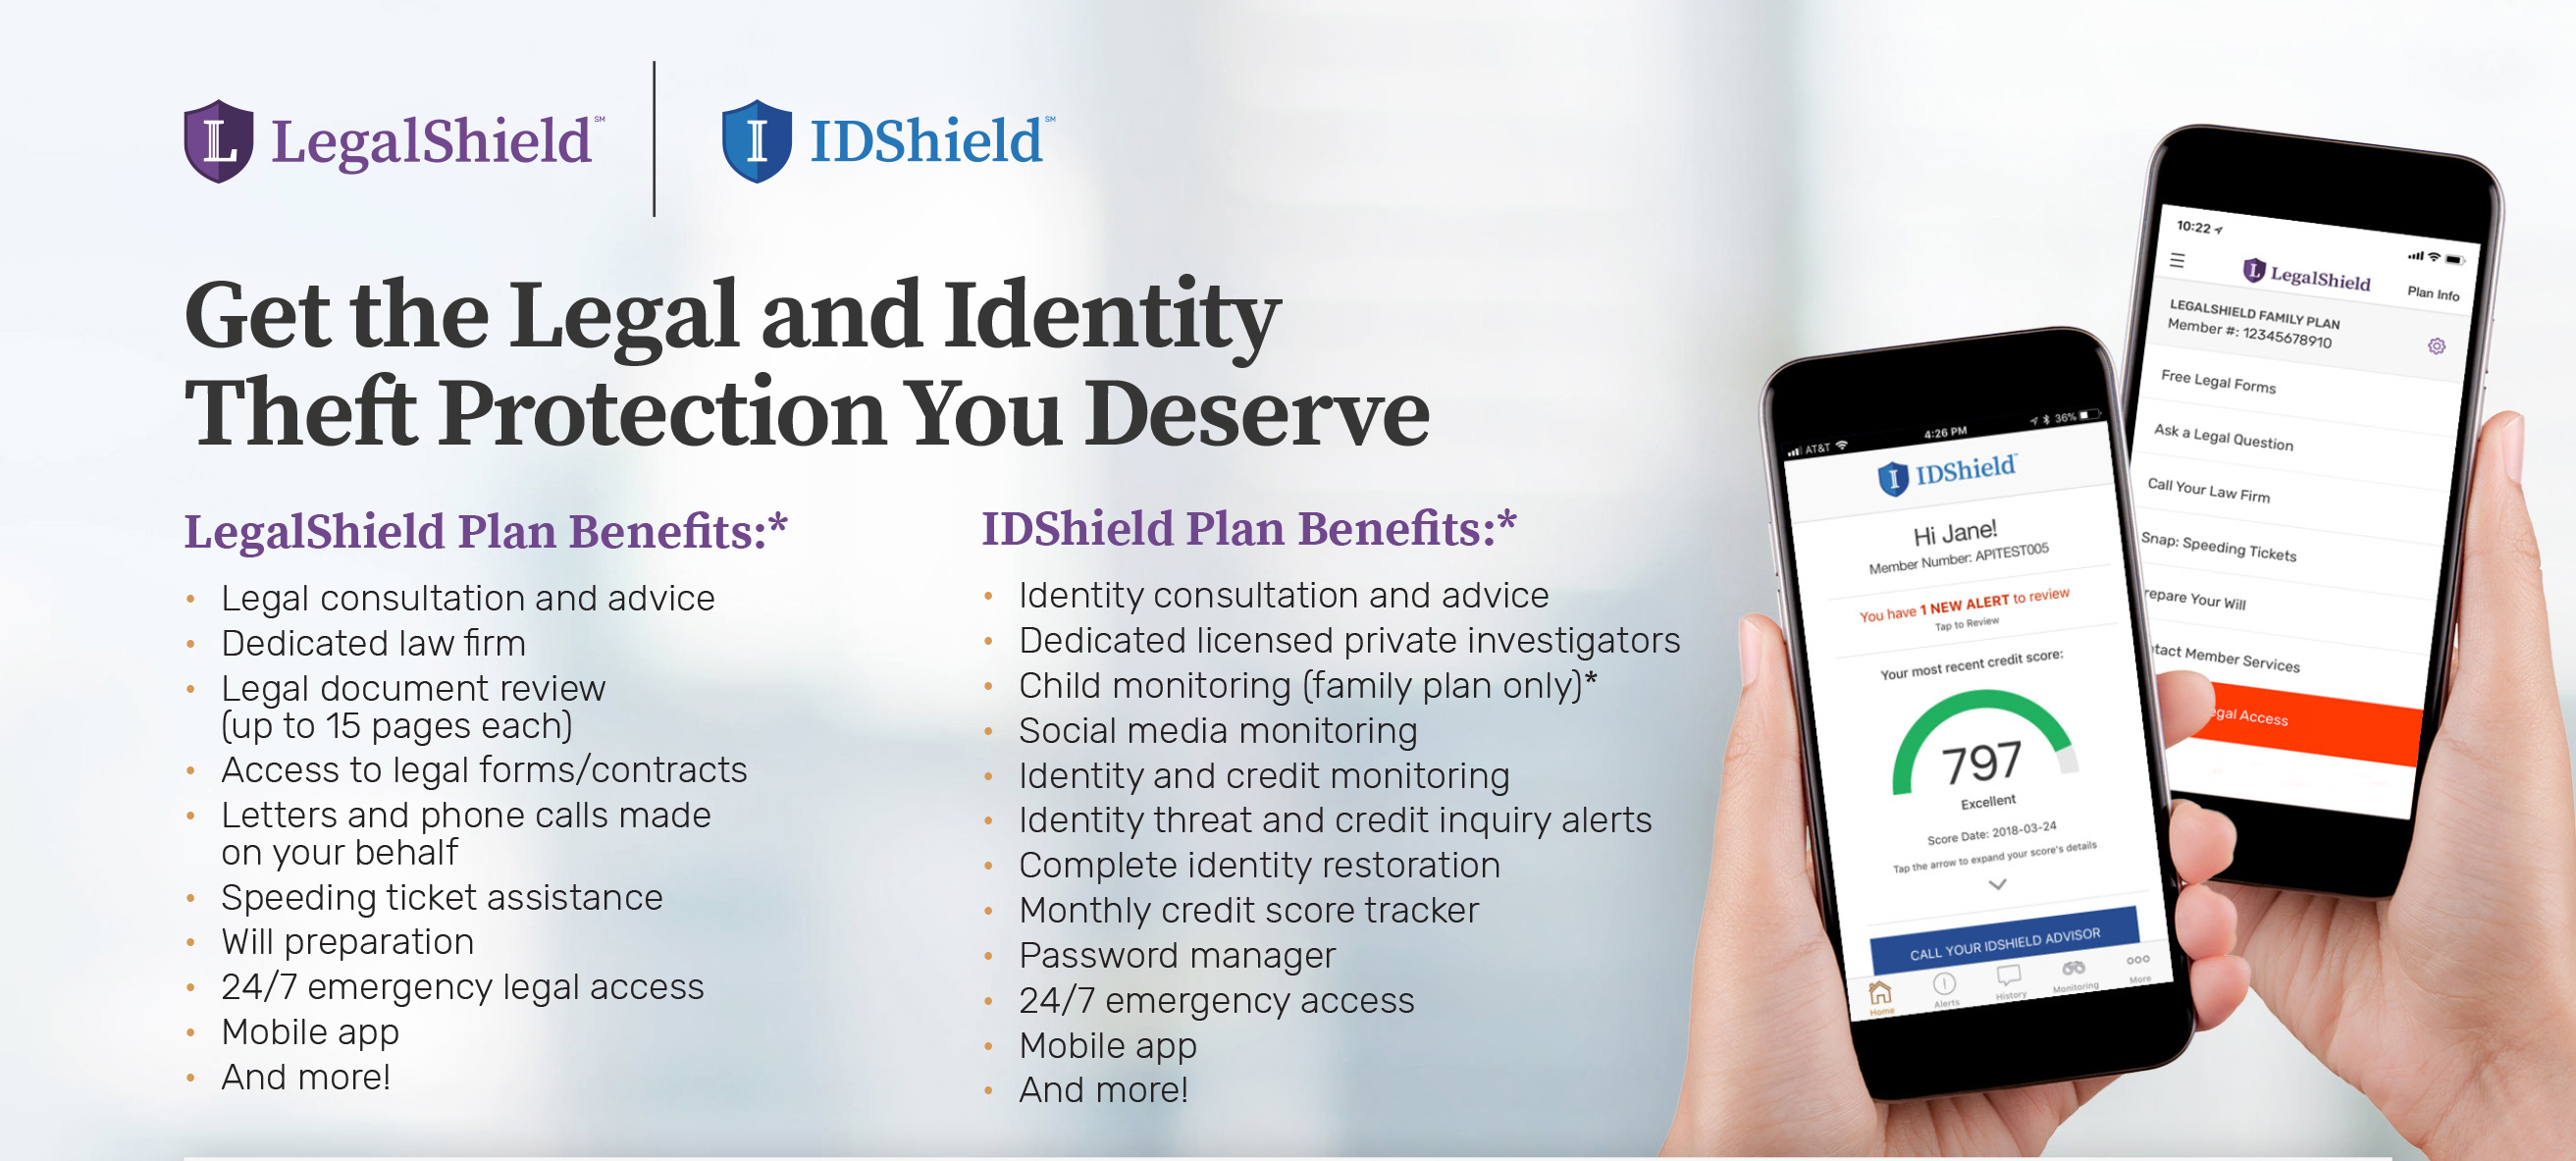 LegalShield℠
IDShield℠
Get the Legal and Identity
Theft Protection You Deserve
LegalShield Plan Benefits:*
• Legal consultation and advice
• Dedicated law firm
• Legal document review
(up to 15 pages each)
• Access to legal forms/contracts
• Letters and phone calls made
on your behalf
• Speeding ticket assistance
• Will preparation
• 24/7 emergency legal access
• Mobile app
• And more!
IDShield Plan Benefits:*
• Identity consultation and advice
• Dedicated licensed private investigators
• Child monitoring (family plan only)*
• Social media monitoring
• Identity and credit monitoring
• Identity threat and credit inquiry alerts
• Complete identity restoration
• Monthly credit score tracker
• Password manager
• 24/7 emergency access
• Mobile app
• And more!
AT&T 4:26 PM 36%
IDShield
Hi Jane!
Member Number: APITEST005
You have 1 NEW ALERT to review
Tap to Review
Your most recent credit score:
797
Excellent
Score Date: 2018-03-24
Tap the arrow to expand your score's details
CALL YOUR IDSHIELD ADVISOR
Home Alerts History Monitoring More
10:22
LegalShield Plan Info
LEGALSHIELD FAMILY PLAN
Member #: 12345678910
Free Legal Forms
Ask a Legal Question
Call Your Law Firm
Snap: Speeding Tickets
repare Your Will
tact Member Services
egal Access